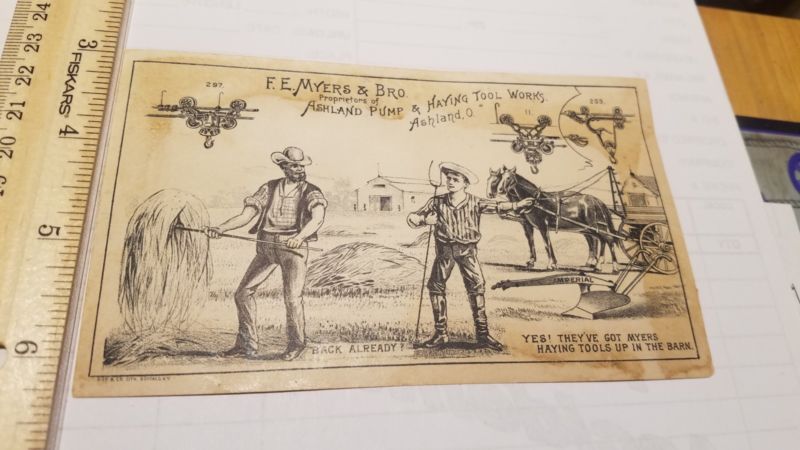 297.
F. E. MYERS & BRO.
Proprietors of
ASHLAND PUMP & HAYING TOOL WORKS.
Ashland, O.
11.
253.
IMPERIAL
BACK ALREADY?
YES! THEY'VE GOT MYERS
HAYING TOOLS UP IN THE BARN.
FISKARS
3
4
5
6
19
20
21
22
23
24